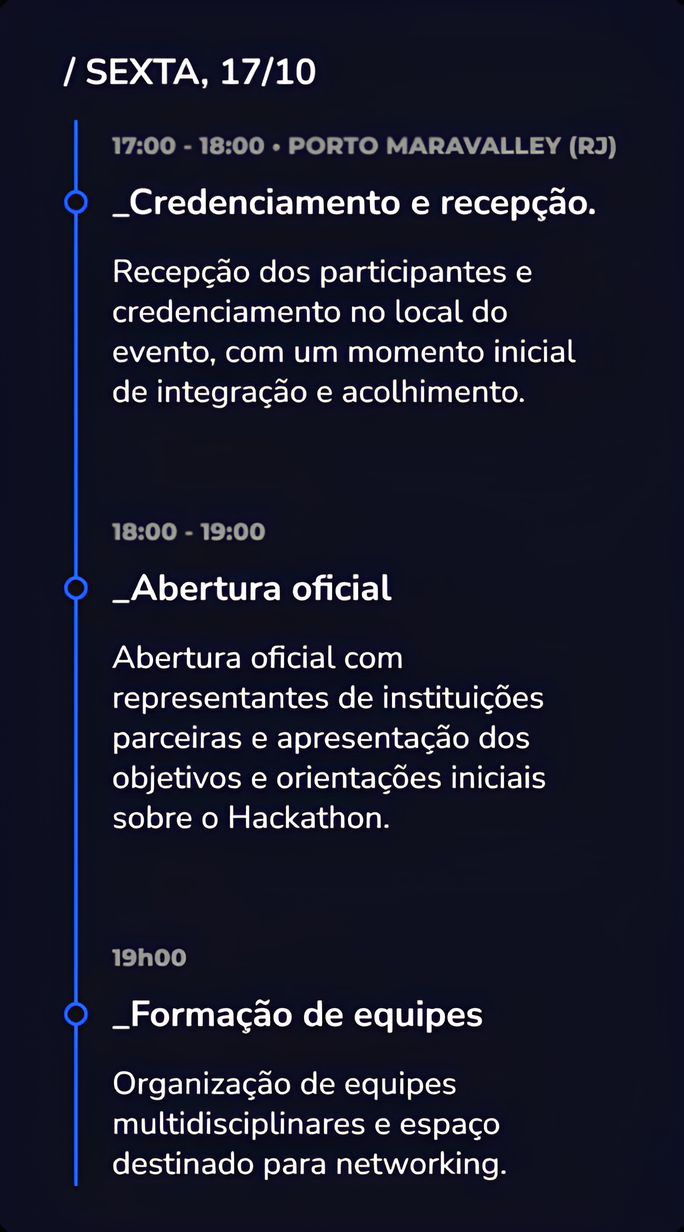 / SEXTA, 17/10
17:00 - 18:00 • PORTO MARAVALLEY (RJ)
_Credenciamento e recepção.
Recepção dos participantes e
credenciamento no local do
evento, com um momento inicial
de integração e acolhimento.
18:00 - 19:00
_Abertura oficial
Abertura oficial com
representantes de instituições
parceiras e apresentação dos
objetivos e orientações iniciais
sobre o Hackathon.
19h00
_Formação de equipes
Organização de equipes
multidisciplinares e espaço
destinado para networking.